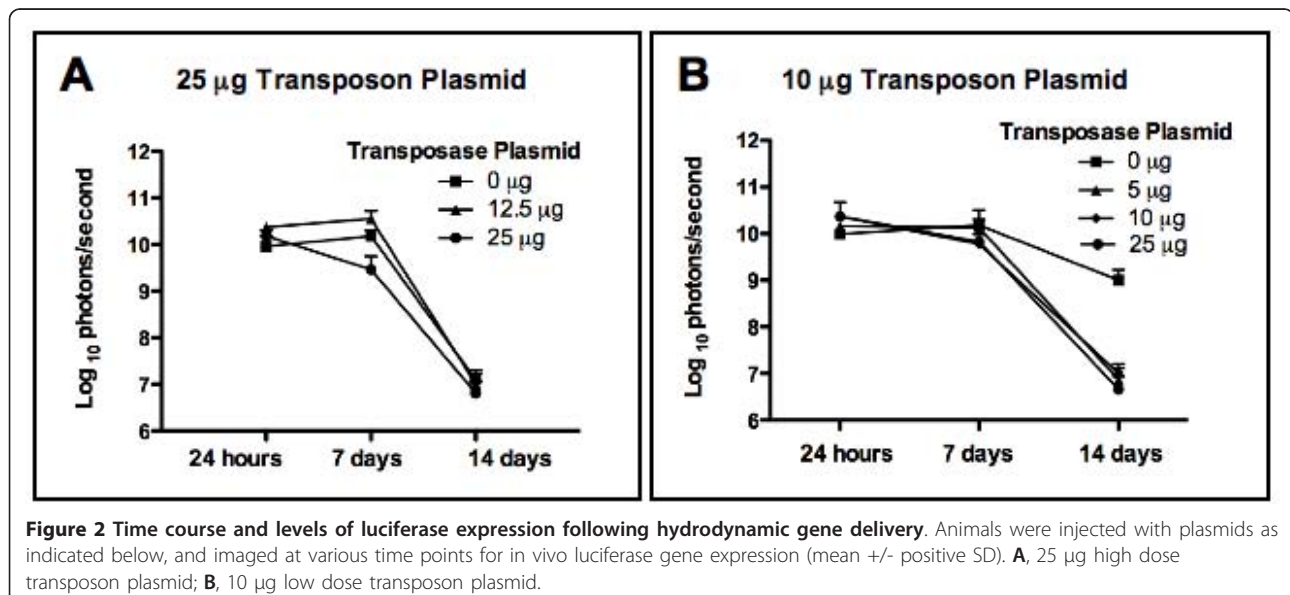 A
25 μg Transposon Plasmid
Transposase Plasmid
0 μg
12.5 μg
25 μg
12
11
10
9
8
7
6
Log 10 photons/second
24 hours 7 days 14 days
B
10 μg Transposon Plasmid
Transposase Plasmid
0 μg
5 μg
10 μg
25 μg
12
11
10
9
8
7
6
Log 10 photons/second
24 hours 7 days 14 days
Figure 2 Time course and levels of luciferase expression following hydrodynamic gene delivery. Animals were injected with plasmids as
indicated below, and imaged at various time points for in vivo luciferase gene expression (mean +/- positive SD). A, 25 μg high dose
transposon plasmid; B, 10 μg low dose transposon plasmid.